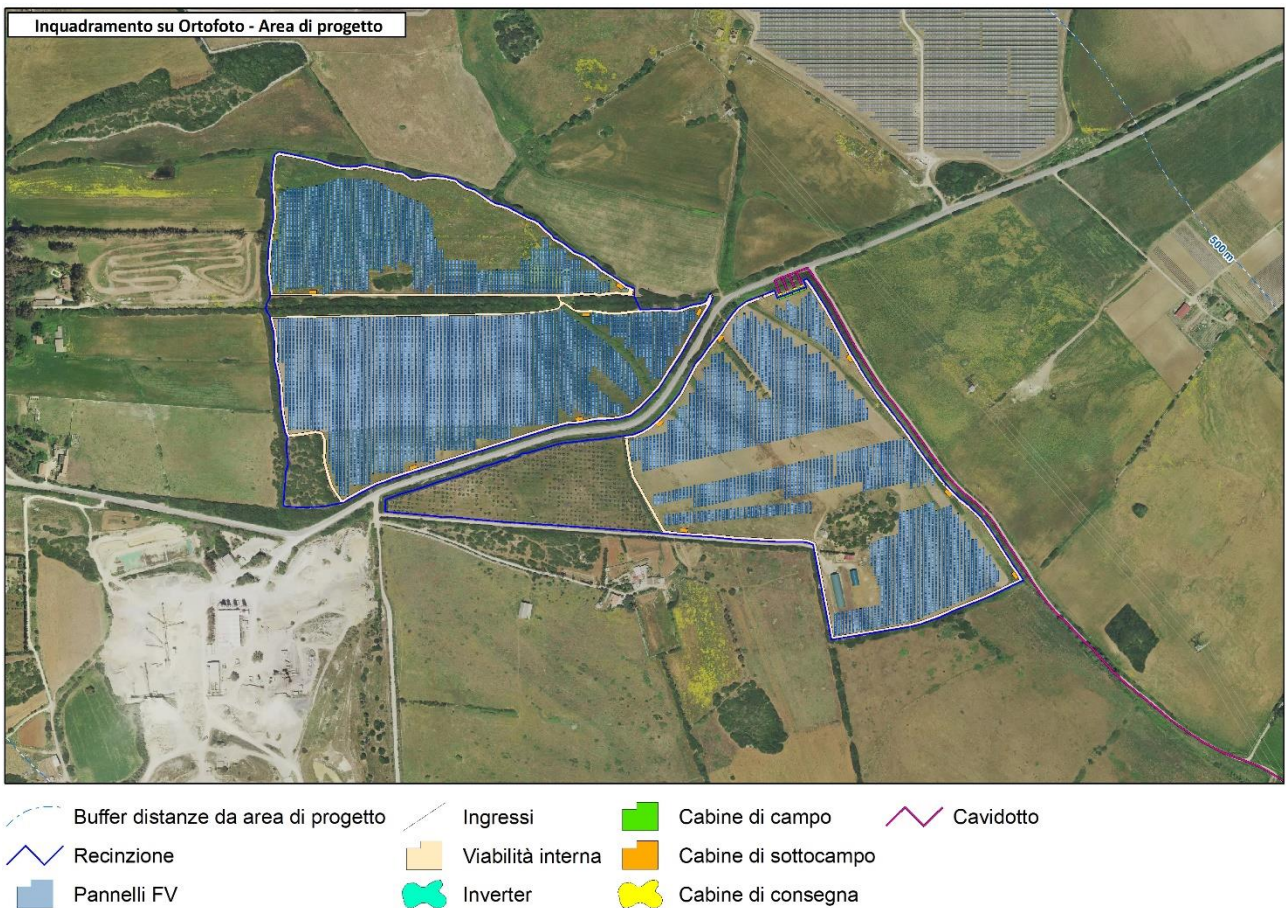 Inquadramento su Ortofoto - Area di progetto
500 m
Buffer distanze da area di progetto
Ingressi
Cabine di campo
Cavidotto
Recinzione
Viabilità interna
Cabine di sottocampo
Pannelli FV
Inverter
Cabine di consegna